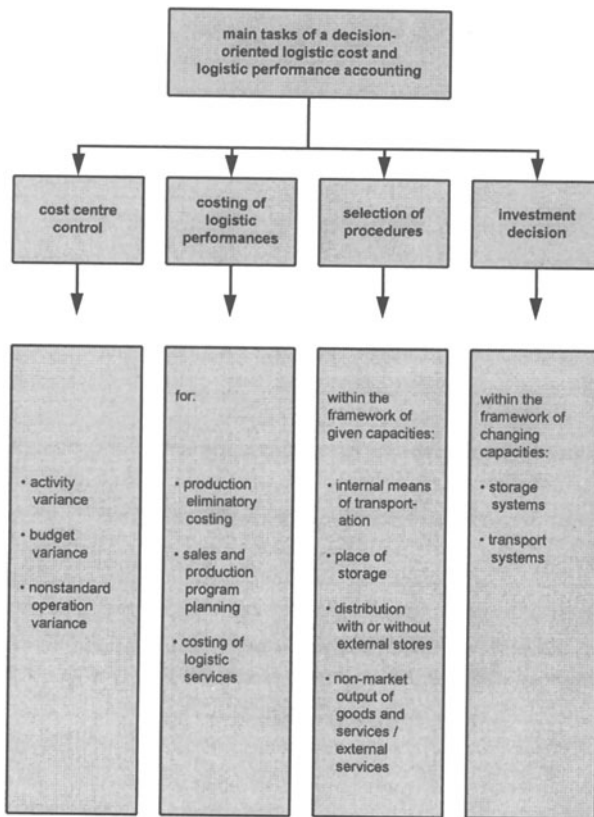 main tasks of a decision-
oriented logistic cost and
logistic performance accounting
cost centre
control
costing of
logistic
performances
selection of
procedures
investment
decision
• activity
variance
• budget
variance
• nonstandard
operation
variance
for:
• production
eliminatory
costing
• sales and
production
program
planning
• costing of
logistic
services
within the
framework of
given capacities:
• internal means
of transport-
ation
• place of
storage
• distribution
with or without
external stores
• non-market
output of
goods and
services /
external
services
within the
framework of
changing
capacities:
• storage
systems
• transport
systems